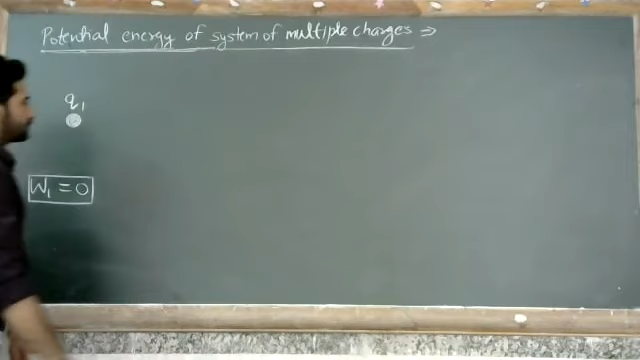 Potential energy of system of multiple charges ⇒
q₁
W₁ = 0